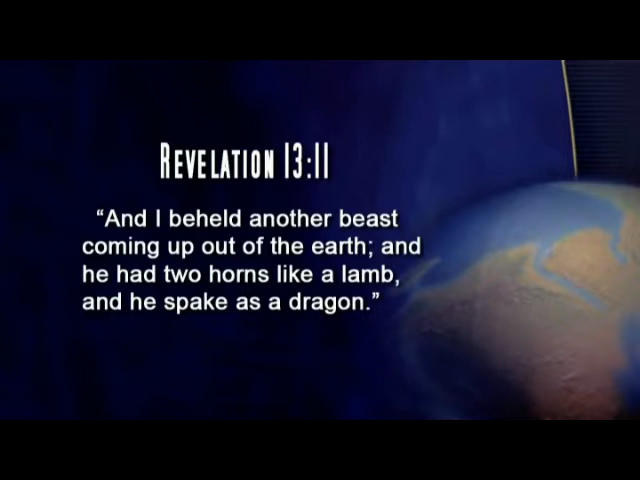 Revelation 13:11
“And I beheld another beast
coming up out of the earth; and
he had two horns like a lamb,
and he spake as a dragon.”